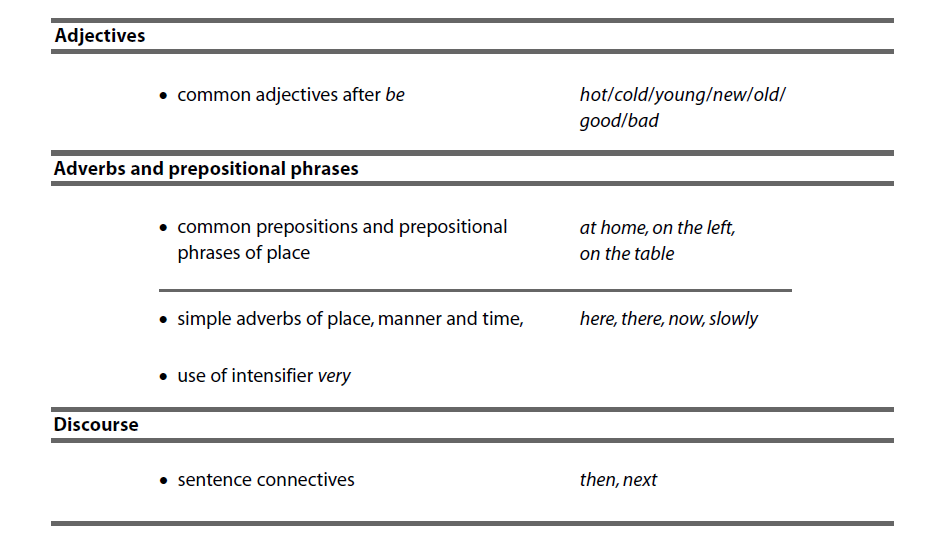 Adjectives
• common adjectives after be
hot/cold/young/new/old/
good/bad
Adverbs and prepositional phrases
• common prepositions and prepositional
phrases of place
at home, on the left,
on the table
• simple adverbs of place, manner and time,
here, there, now, slowly
• use of intensifier very
Discourse
• sentence connectives
then, next